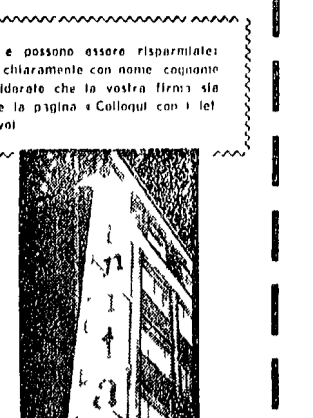 e possono essere risparmiate:
chiaramente con nome cognome
siderato che la vostra firma sia
e la pagina « Colloqui con i let
voi
unita